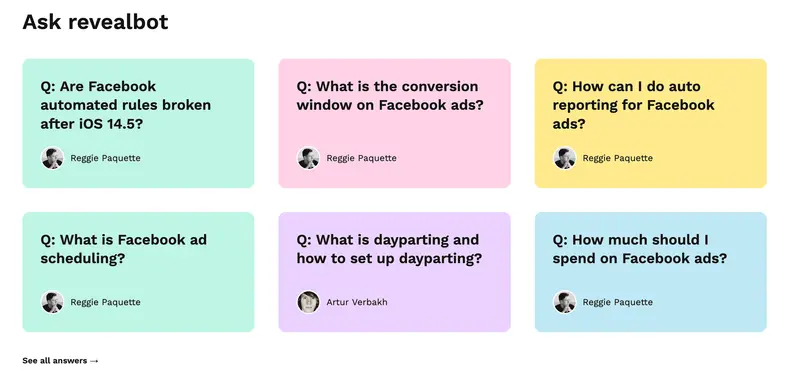 Ask revealbot
Q: Are Facebook
automated rules broken
after iOS 14.5?
Reggie Paquette
Q: What is the conversion
window on Facebook ads?
Reggie Paquette
Q: How can I do auto
reporting for Facebook
ads?
Reggie Paquette
Q: What is Facebook ad
scheduling?
Reggie Paquette
Q: What is dayparting and
how to set up dayparting?
Artur Verbakh
Q: How much should I
spend on Facebook ads?
Reggie Paquette
See all answers →